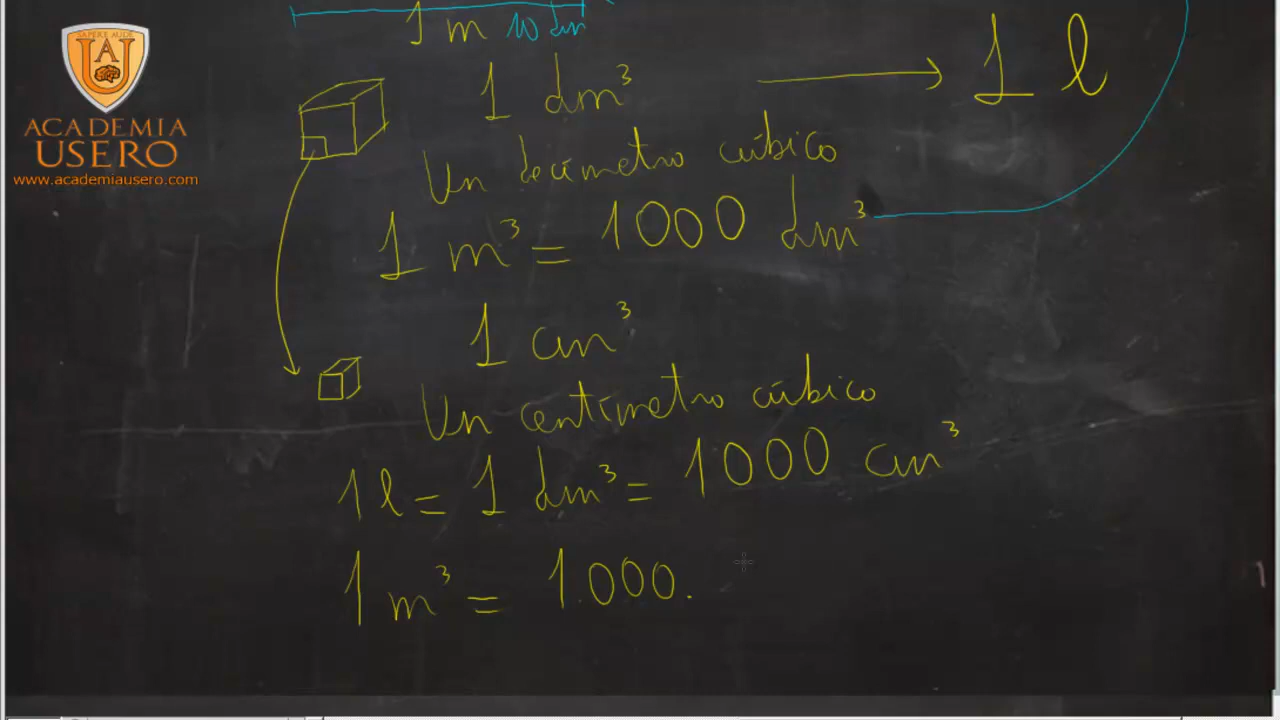 SAPERE AUDE
UA
ACADEMIA
USERO
www.academiausero.com
1 m 10 dm
1 dm³ → 1 l
Un decímetro cúbico
1 m³ = 1000 dm³
1 cm³
Un centímetro cúbico
1 l = 1 dm³ = 1000 cm³
1 m³ = 1.000.